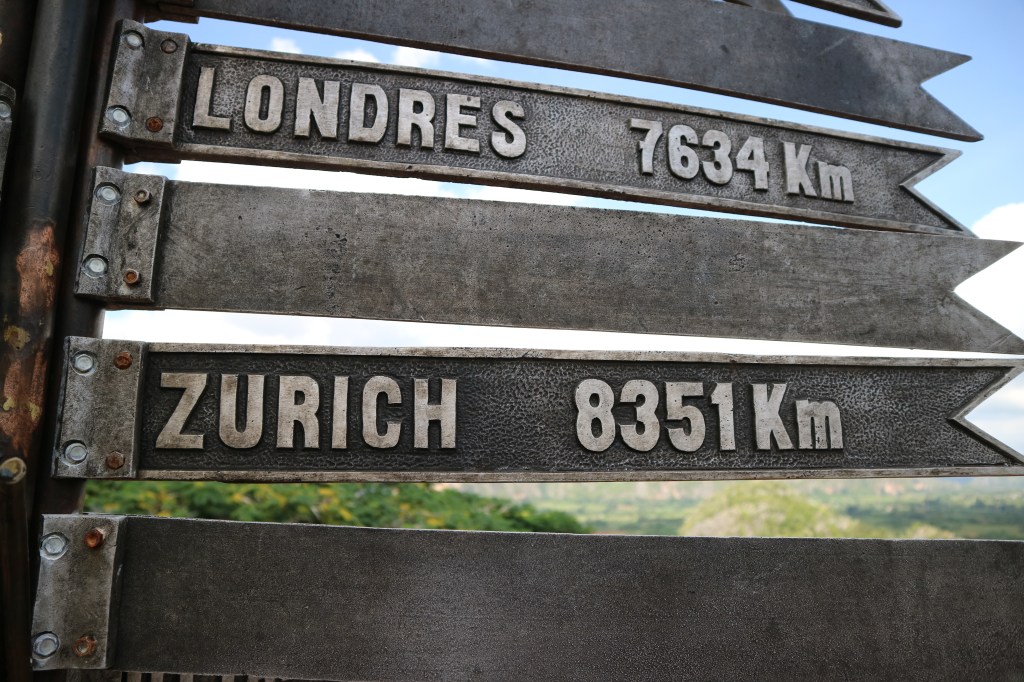 LONDRES 7634 Km
ZURICH 8351 Km